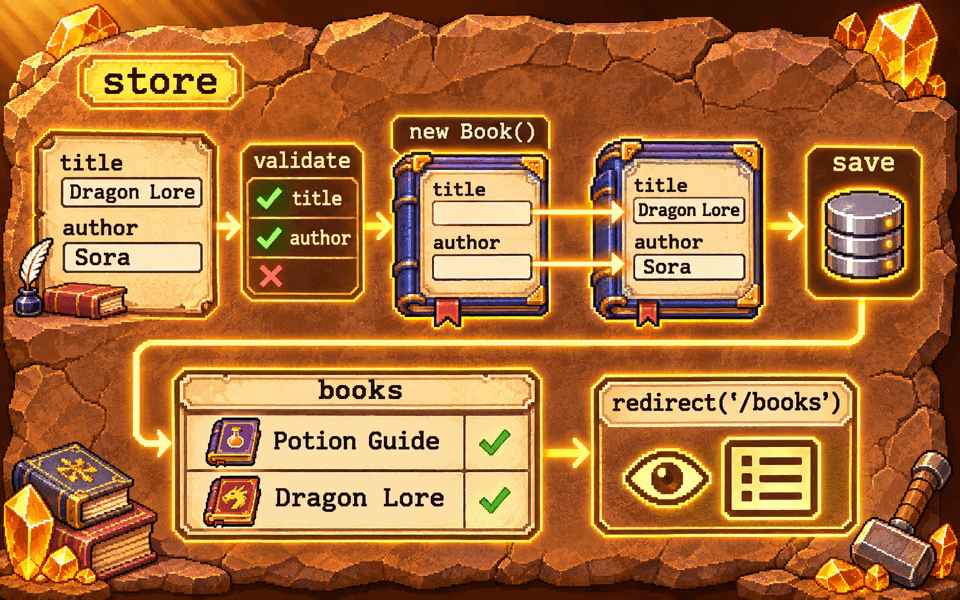 store
title
Dragon Lore
author
Sora
validate
title
author
new Book()
title
author
title
Dragon Lore
author
Sora
save
books
Potion Guide
Dragon Lore
redirect(‘/books’)